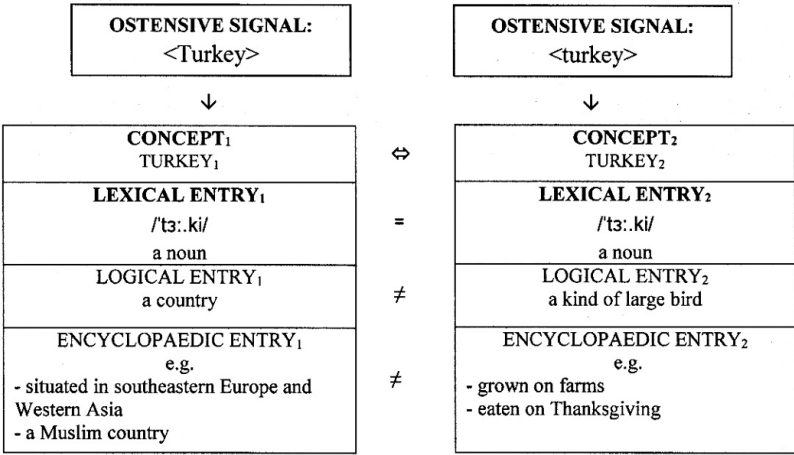 OSTENSIVE SIGNAL:
<Turkey>
OSTENSIVE SIGNAL:
<turkey>
↓
↓
CONCEPT₁
TURKEY₁
⇔
CONCEPT₂
TURKEY₂
LEXICAL ENTRY₁
/'tɜː.ki/
a noun
=
LEXICAL ENTRY₂
/'tɜː.ki/
a noun
LOGICAL ENTRY₁
a country
≠
LOGICAL ENTRY₂
a kind of large bird
ENCYCLOPAEDIC ENTRY₁
e.g.
- situated in southeastern Europe and
Western Asia
- a Muslim country
≠
ENCYCLOPAEDIC ENTRY₂
e.g.
- grown on farms
- eaten on Thanksgiving